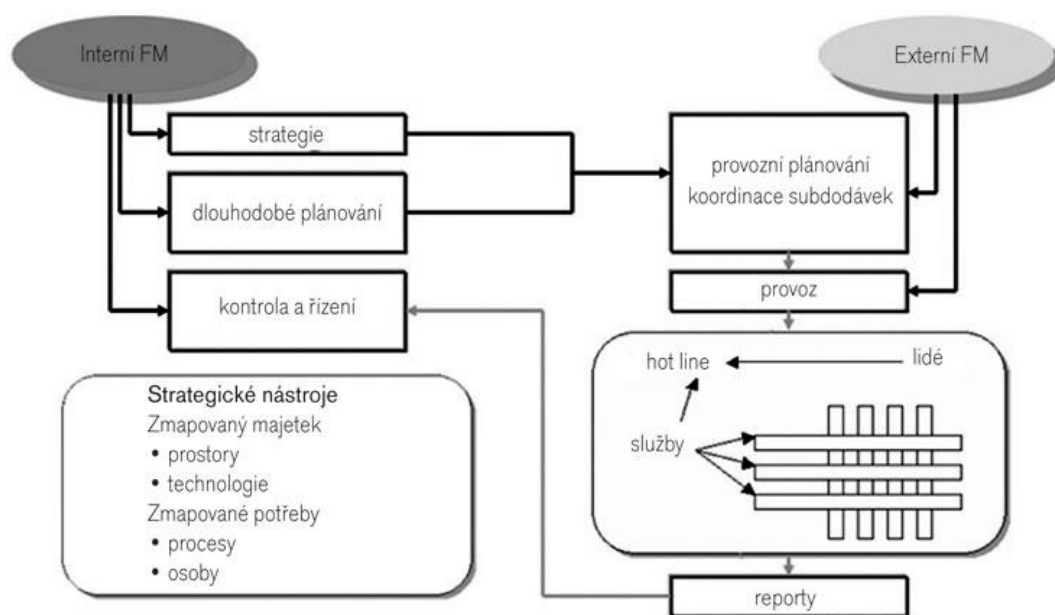 Interní FM
Externí FM
strategie
dlouhodobé plánování
kontrola a řízení
provozní plánování
koordinace subdodávek
provoz
hot line
lidé
služby
Strategické nástroje
Zmapovaný majetek
• prostory
• technologie
Zmapované potřeby
• procesy
• osoby
reporty